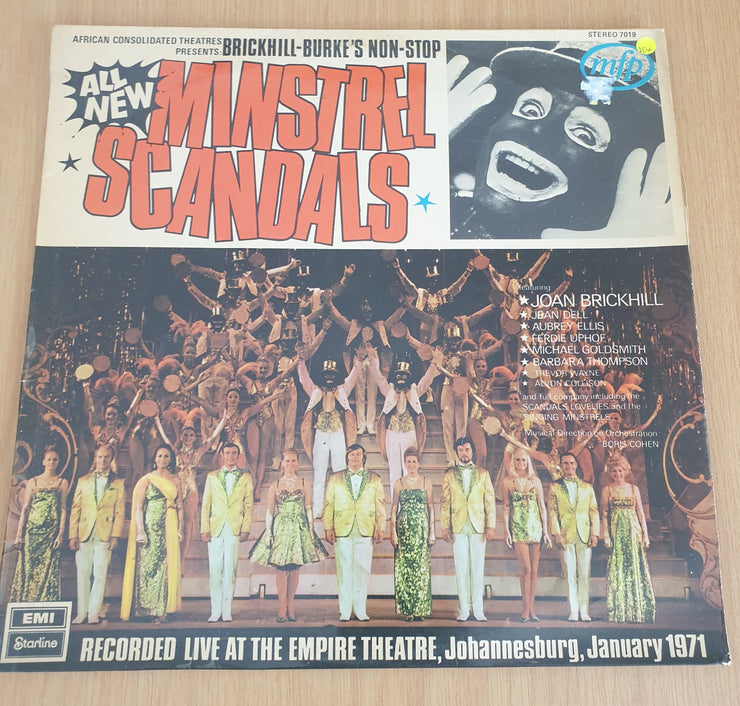 AFRICAN CONSOLIDATED THEATRES
PRESENTS: BRICKHILL-BURKE'S NON-STOP
ALL NEW
MINSTREL
SCANDALS
STEREO 7019
mfp
featuring
★ JOAN BRICKHILL
★ JEAN DELL
★ AUBREY ELLIS
★ FERDIE UPHOF
★ MICHAEL GOLDSMITH
★ BARBARA THOMPSON
★ TREVOR WAYNE
★ ALVON COLLISON
and full company including the
SCANDALS LOVELIES and the
SINGING MINSTRELS
Musical Direction on Orchestration
BORIS COHEN
EMI
Starline
RECORDED LIVE AT THE EMPIRE THEATRE, Johannesburg, January 1971